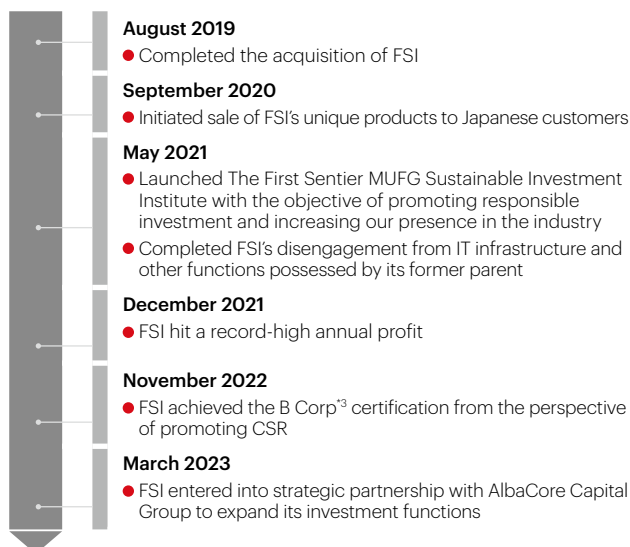 August 2019
● Completed the acquisition of FSI
September 2020
● Initiated sale of FSI's unique products to Japanese customers
May 2021
● Launched The First Sentier MUFG Sustainable Investment
Institute with the objective of promoting responsible
investment and increasing our presence in the industry
● Completed FSI's disengagement from IT infrastructure and
other functions possessed by its former parent
December 2021
● FSI hit a record-high annual profit
November 2022
● FSI achieved the B Corp*3 certification from the perspective
of promoting CSR
March 2023
● FSI entered into strategic partnership with AlbaCore Capital
Group to expand its investment functions